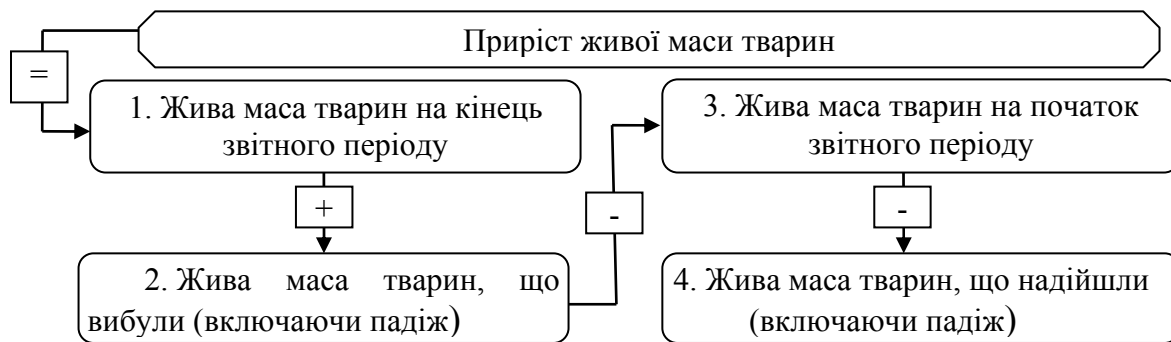 Приріст живої маси тварин
=
1. Жива маса тварин на кінець
звітного періоду
+
2. Жива маса тварин, що
вибули (включаючи падіж)
-
3. Жива маса тварин на початок
звітного періоду
-
4. Жива маса тварин, що надійшли
(включаючи падіж)